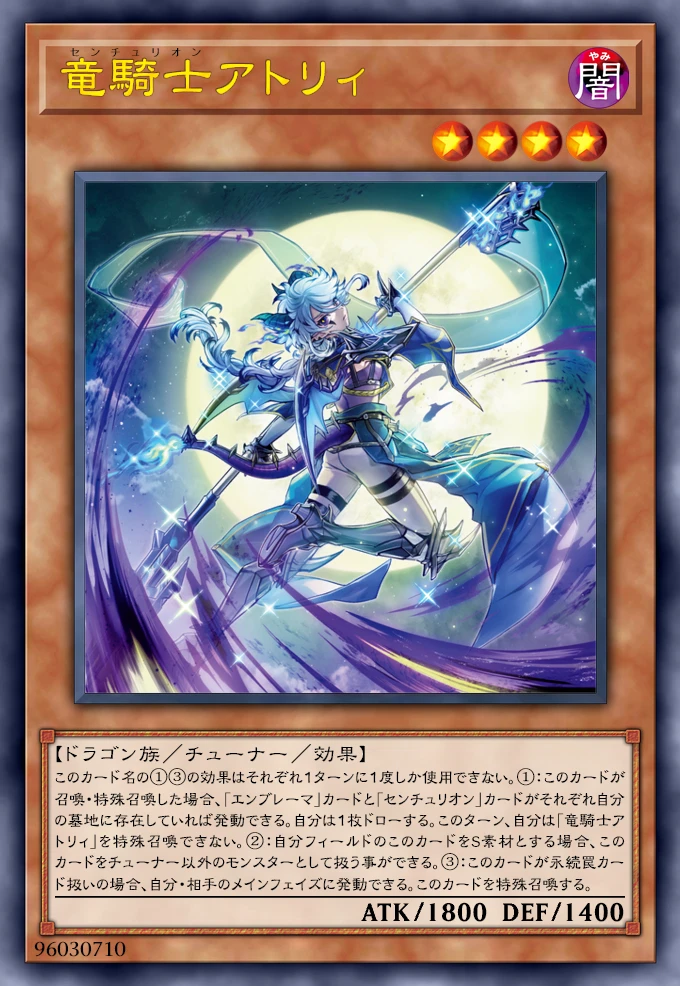 センチュリオン
竜騎士アトリィ
やみ
闇
【ドラゴン族／チューナー／効果】
このカード名の①③の効果はそれぞれ1ターンに1度しか使用できない。①：このカードが
召喚・特殊召喚した場合、「エンブレーマ」カードと「センチュリオン」カードがそれぞれ自分
の墓地に存在していれば発動できる。自分は1枚ドローする。このターン、自分は「竜騎士ア
トリィ」を特殊召喚できない。②：自分フィールドのこのカードをS素材とする場合、この
カードをチューナー以外のモンスターとして扱う事ができる。③：このカードが永続罠カー
ド扱いの場合、自分・相手のメインフェイズに発動できる。このカードを特殊召喚する。
ATK/1800 DEF/1400
96030710